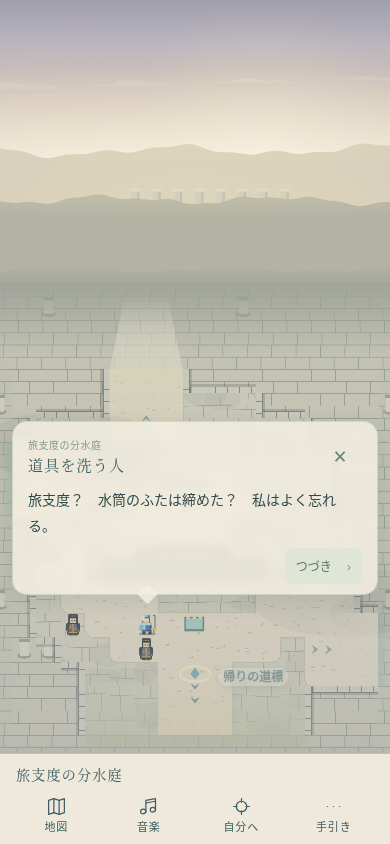 旅支度の分水庭
道具を洗う人
旅支度？　水筒のふたは締めた？　私はよく忘れ
る。
つづき ›
帰りの道標
旅支度の分水庭
地図 音楽 自分へ 手引き